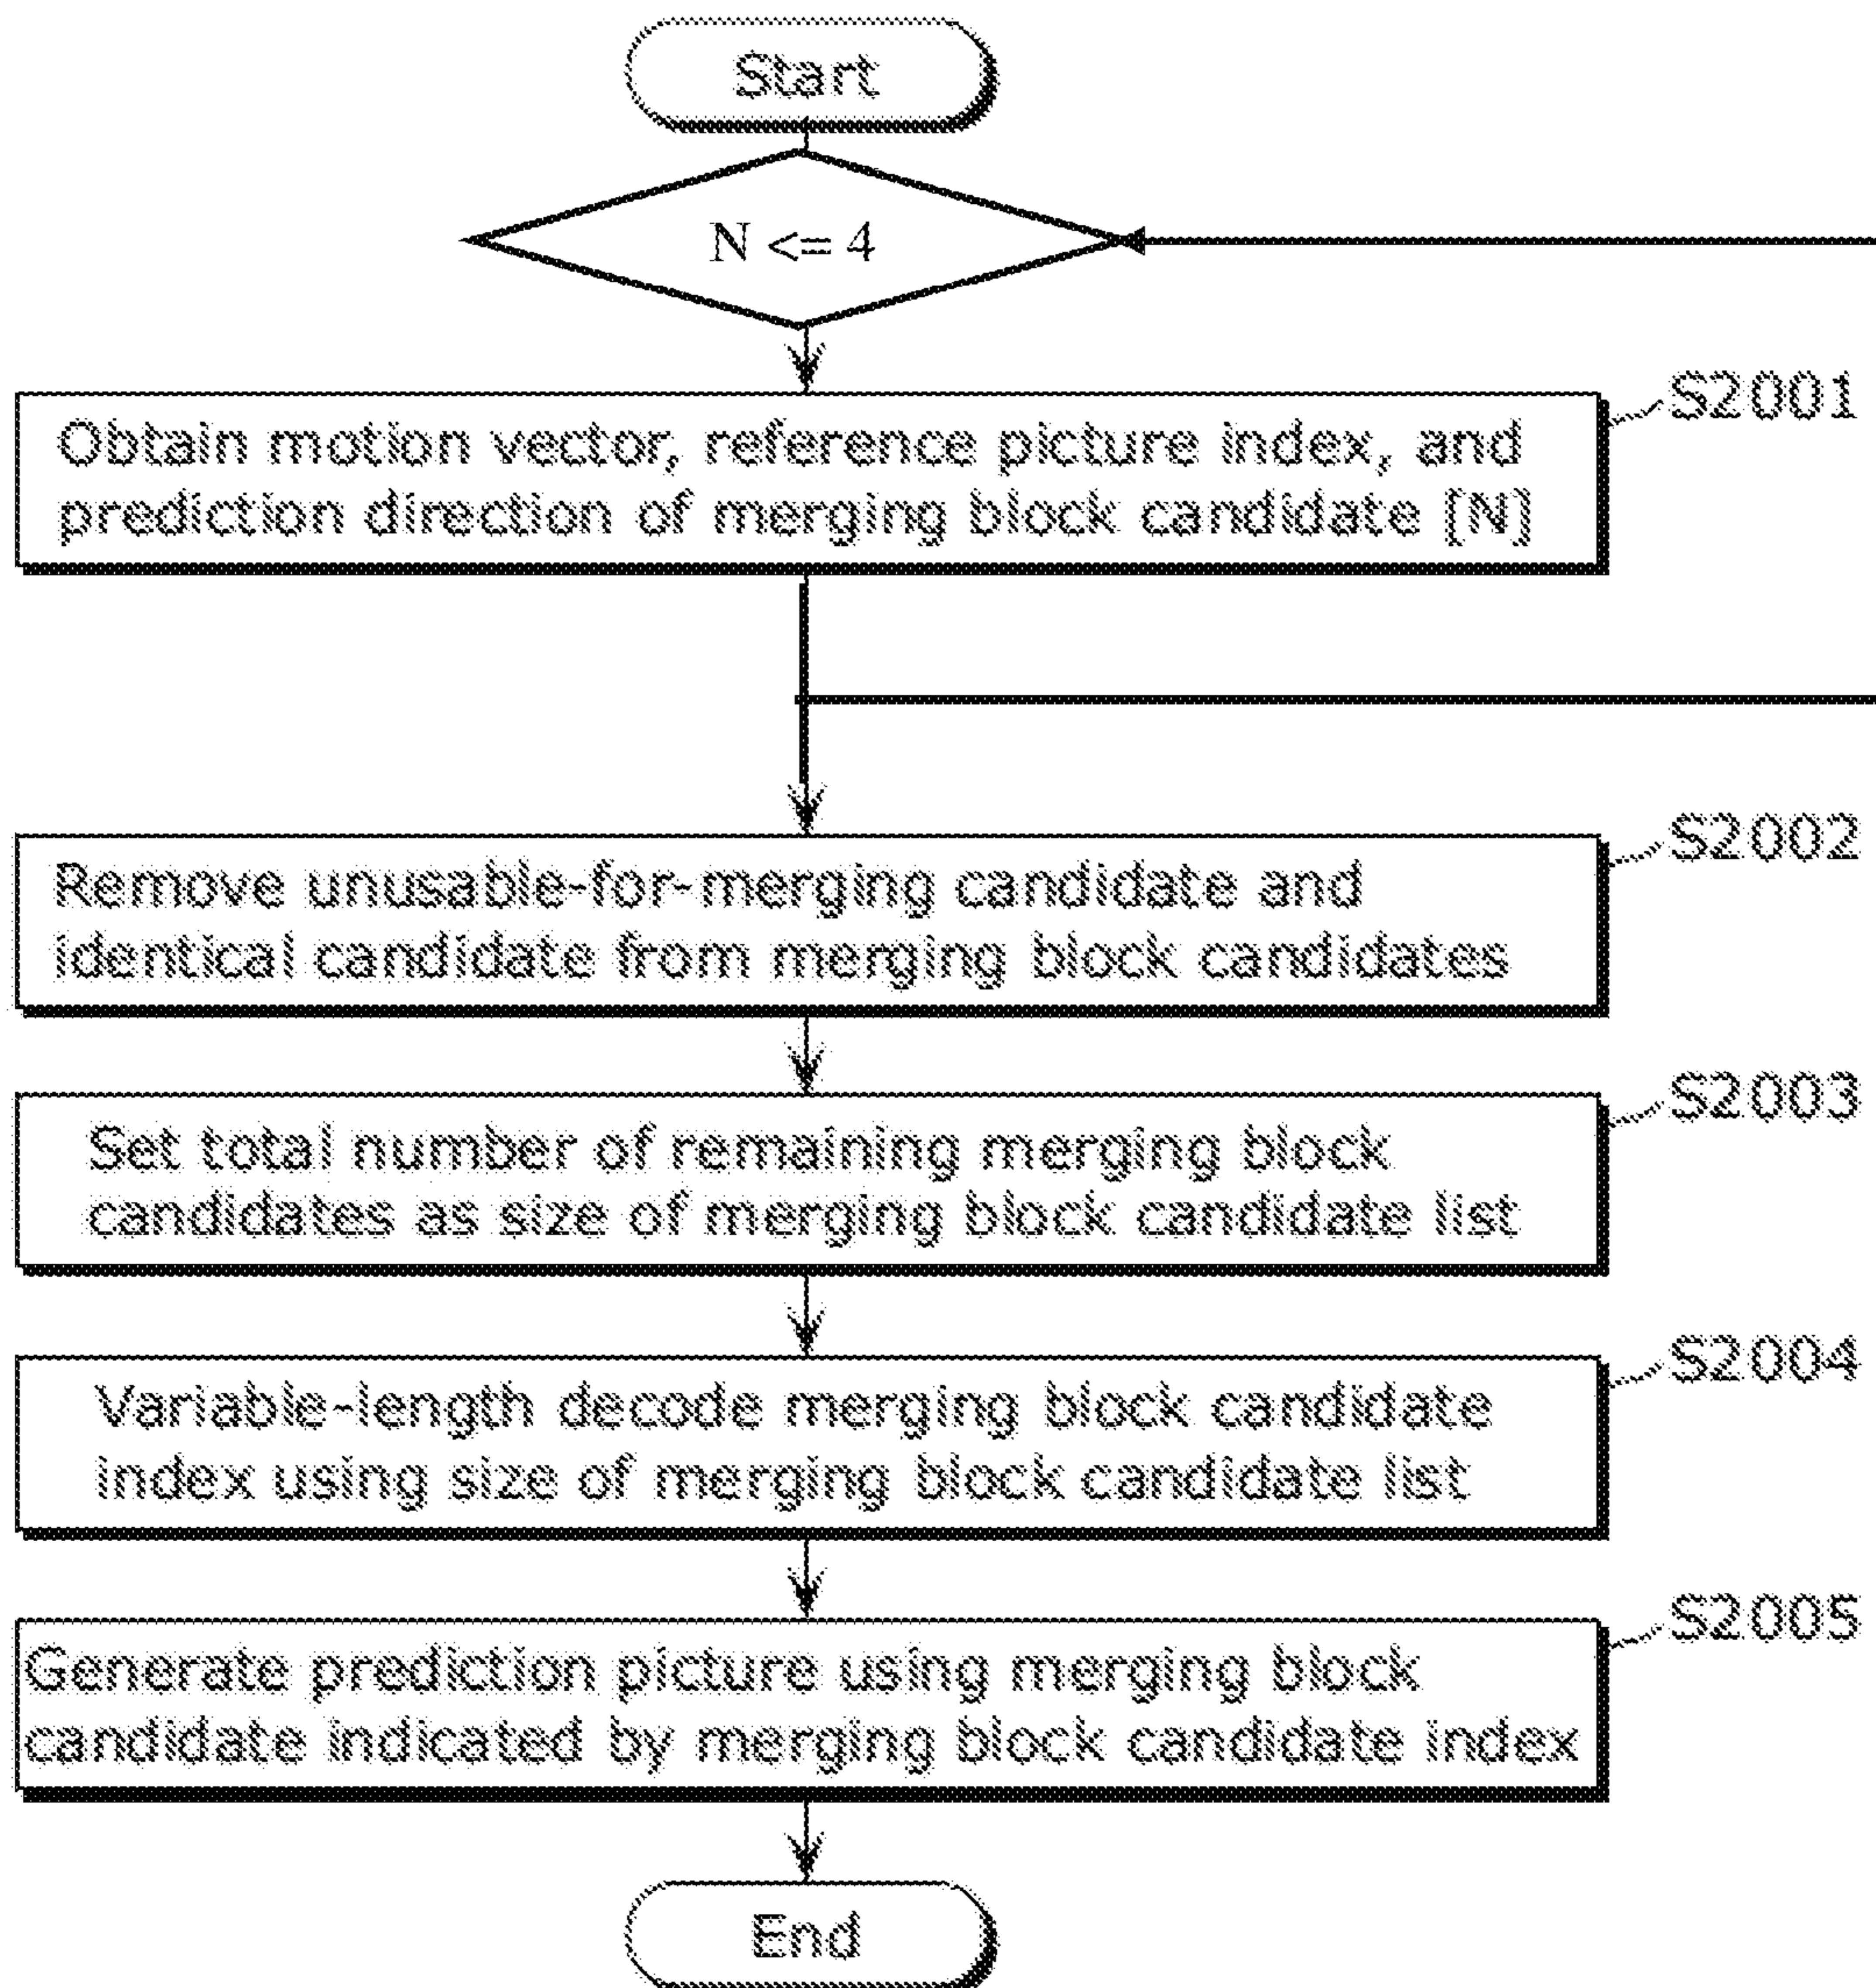 Start
N <= 4
S2001
Obtain motion vector, reference picture index, and
prediction direction of merging block candidate [N]
S2002
Remove unusable-for-merging candidate and
identical candidate from merging block candidates
S2003
Set total number of remaining merging block
candidates as size of merging block candidate list
S2004
Variable-length decode merging block candidate
index using size of merging block candidate list
S2005
Generate prediction picture using merging block
candidate indicated by merging block candidate index
End